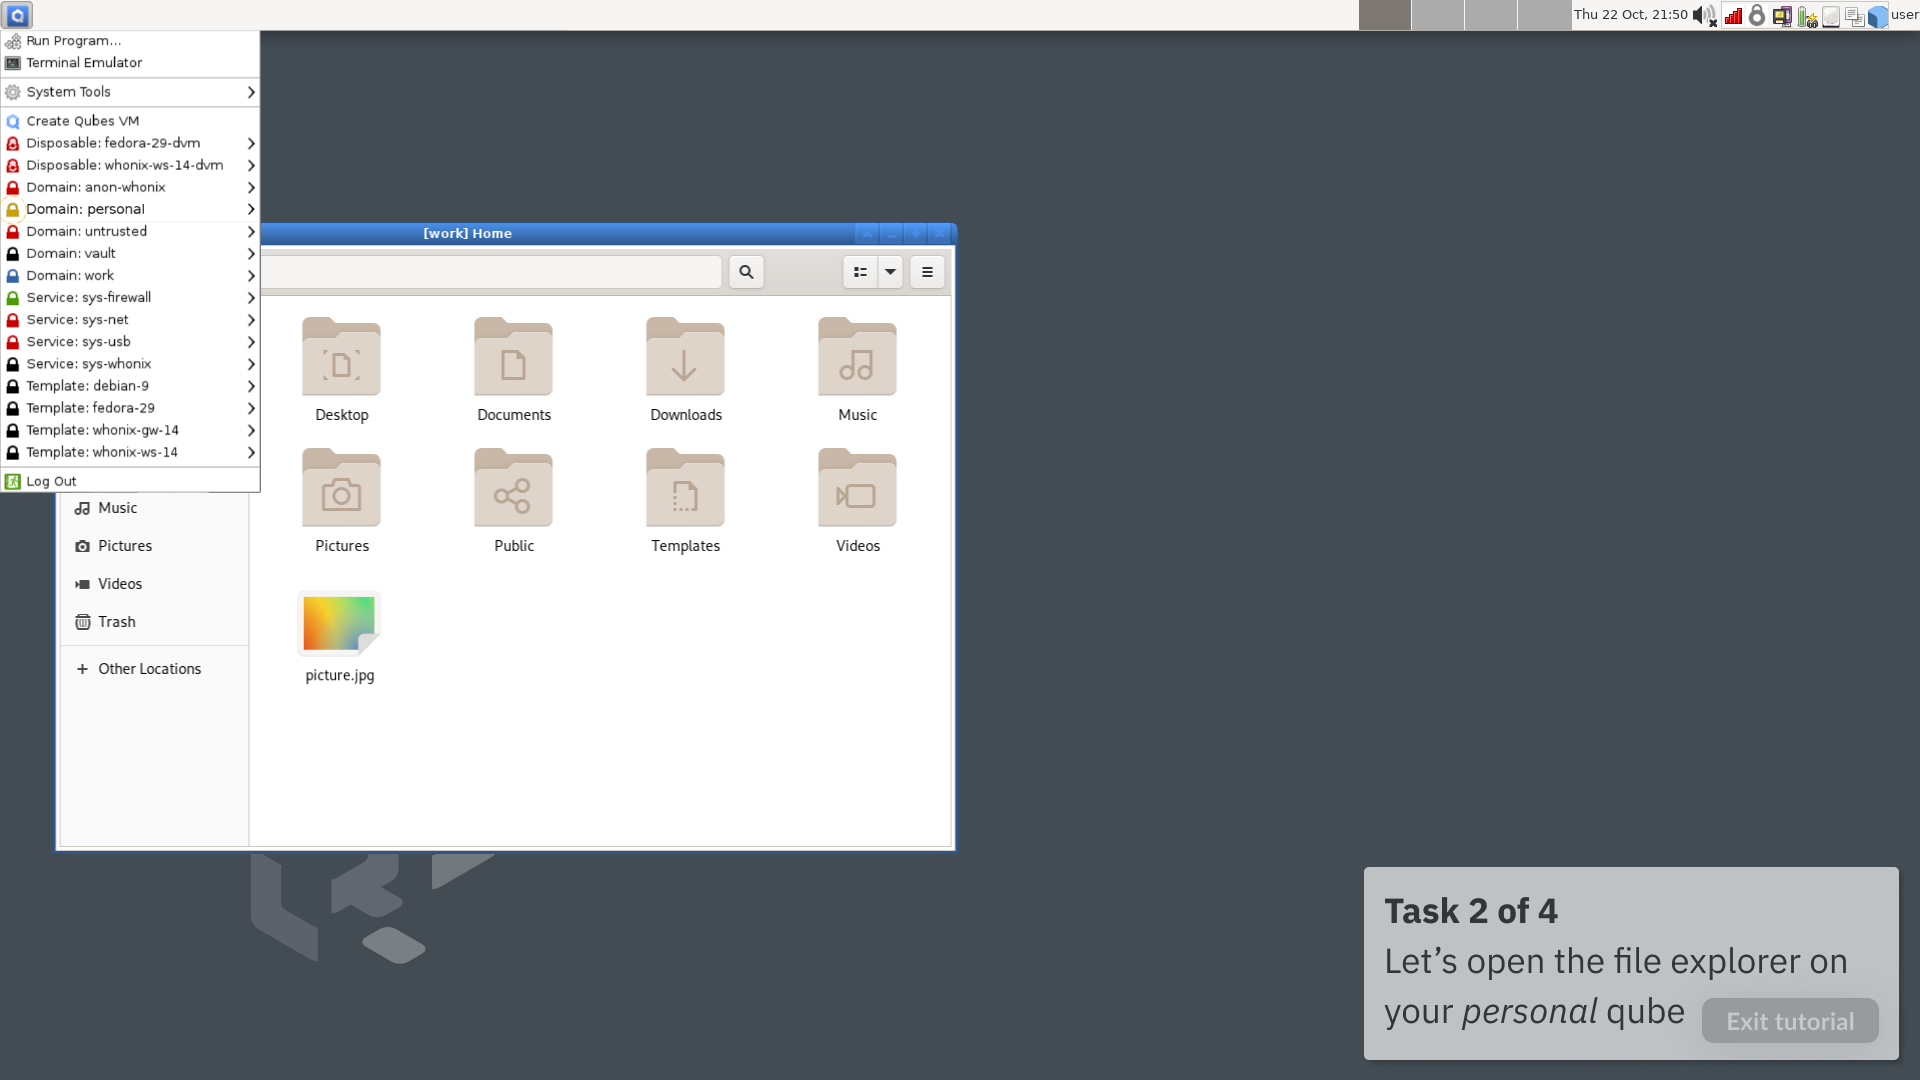 Thu 22 Oct, 21:50
user
Run Program...
Terminal Emulator
System Tools
Create Qubes VM
Disposable: fedora-29-dvm
Disposable: whonix-ws-14-dvm
Domain: anon-whonix
Domain: personal
Domain: untrusted
Domain: vault
Domain: work
Service: sys-firewall
Service: sys-net
Service: sys-usb
Service: sys-whonix
Template: debian-9
Template: fedora-29
Template: whonix-gw-14
Template: whonix-ws-14
Log Out
[work] Home
Desktop
Documents
Downloads
Music
Pictures
Public
Templates
Videos
picture.jpg
Music
Pictures
Videos
Trash
Other Locations
Task 2 of 4
Let’s open the file explorer on
your personal qube
Exit tutorial